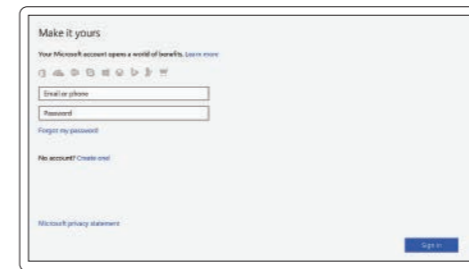 Make it yours
Your Microsoft account opens a world of benefits. Learn more
Email or phone
Password
Forgot my password
No account? Create one!
Microsoft privacy statement
Sign in